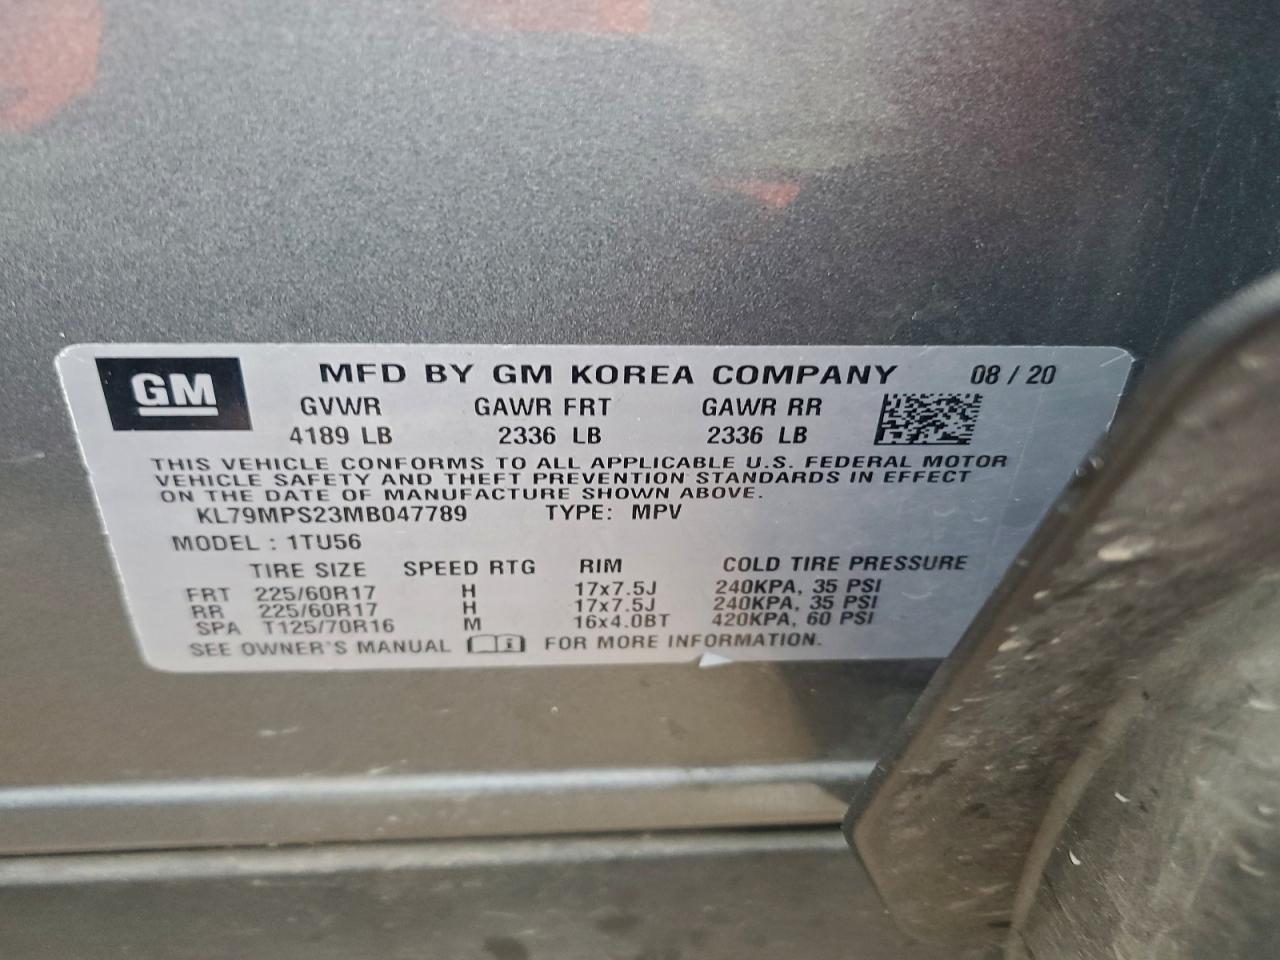 GM
MFD BY GM KOREA COMPANY 08 / 20
GVWR GAWR FRT GAWR RR
4189 LB 2336 LB 2336 LB
THIS VEHICLE CONFORMS TO ALL APPLICABLE U.S. FEDERAL MOTOR
VEHICLE SAFETY AND THEFT PREVENTION STANDARDS IN EFFECT
ON THE DATE OF MANUFACTURE SHOWN ABOVE.
KL79MPS23MB047789 TYPE: MPV
MODEL : 1TU56
TIRE SIZE SPEED RTG RIM COLD TIRE PRESSURE
FRT 225/60R17 H 17x7.5J 240KPA, 35 PSI
RR 225/60R17 H 17x7.5J 240KPA, 35 PSI
SPA T125/70R16 M 16x4.0BT 420KPA, 60 PSI
SEE OWNER'S MANUAL i FOR MORE INFORMATION.